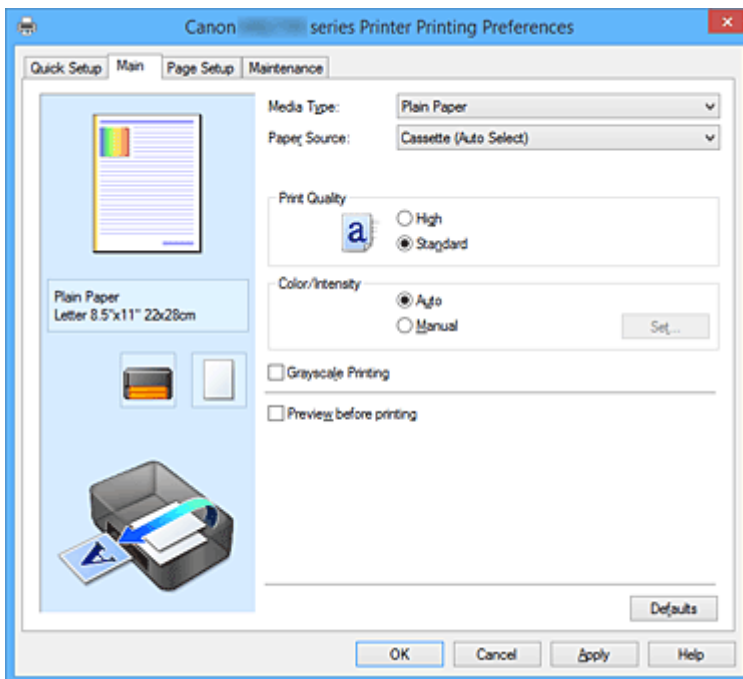 Canon series Printer Printing Preferences
Quick Setup Main Page Setup Maintenance
Media Type: Plain Paper
Paper Source: Cassette (Auto Select)
Print Quality
a
High
Standard
Color/Intensity
Plain Paper
Letter 8.5"x11" 22x28cm
Auto
Manual
Set...
Grayscale Printing
Preview before printing
A
Defaults
OK Cancel Apply Help